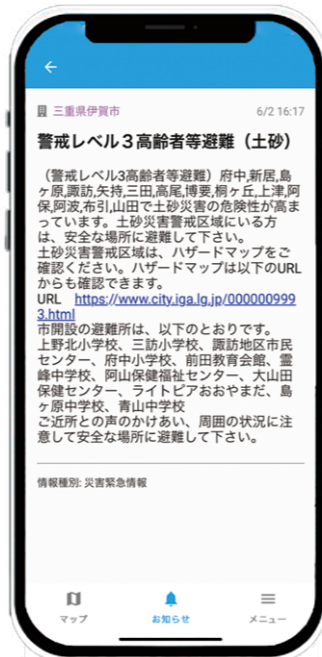 三重県伊賀市 6/2 16:17
警戒レベル３高齢者等避難（土砂）
（警戒レベル3高齢者等避難）府中,新居,島
ヶ原,諏訪,矢持,三田,高尾,博要,桐ヶ丘,上津,阿
保,阿波,布引,山田で土砂災害の危険性が高ま
っています。土砂災害警戒区域にいる方
は、安全な場所に避難して下さい。
土砂災害警戒区域は、ハザードマップをご
確認ください。ハザードマップは以下のURL
からも確認できます。
URL https://www.city.iga.lg.jp/000000999
3.html
市開設の避難所は、以下のとおりです。
上野北小学校、三訪小学校、諏訪地区市民
センター、府中小学校、前田教育会館、霊
峰中学校、阿山保健福祉センター、大山田
保健センター、ライトピアおおやまだ、島
ヶ原中学校、青山中学校
ご近所との声のかけあい、周囲の状況に注
意して安全な場所に避難して下さい。
情報種別: 災害緊急情報
マップ お知らせ メニュー